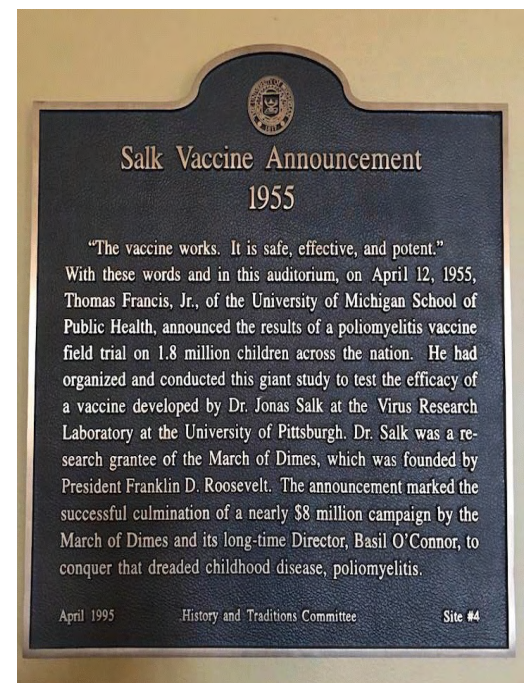 Salk Vaccine Announcement
1955
“The vaccine works. It is safe, effective, and potent.”
With these words and in this auditorium, on April 12, 1955,
Thomas Francis, Jr., of the University of Michigan School of
Public Health, announced the results of a poliomyelitis vaccine
field trial on 1.8 million children across the nation. He had
organized and conducted this giant study to test the efficacy of
a vaccine developed by Dr. Jonas Salk at the Virus Research
Laboratory at the University of Pittsburgh. Dr. Salk was a re-
search grantee of the March of Dimes, which was founded by
President Franklin D. Roosevelt. The announcement marked the
successful culmination of a nearly $8 million campaign by the
March of Dimes and its long-time Director, Basil O’Connor, to
conquer that dreaded childhood disease, poliomyelitis.
April 1995 History and Traditions Committee Site #4